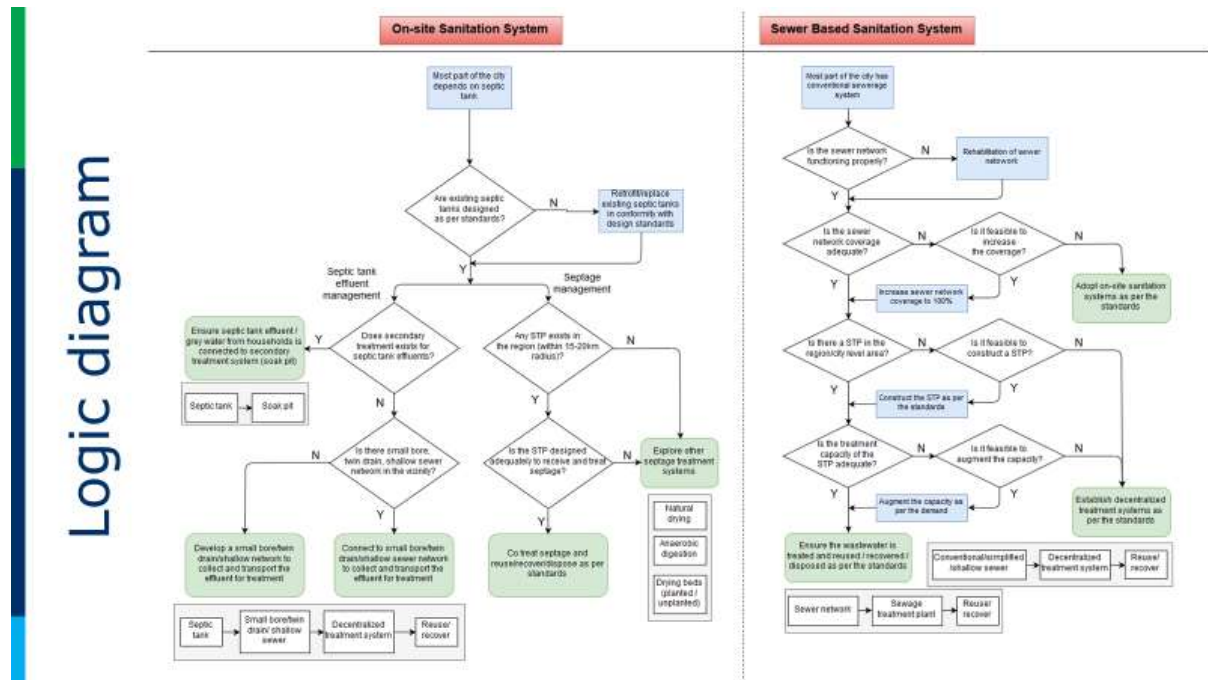 Logic diagram
On-site Sanitation System
Most part of the city
depends on septic
tank
Are existing septic
tanks designed
as per standards?
N
Retrofit/replace
existing septic tanks
in conformity with
design standards
Y
Septic tank
effluent
management
Septage
management
Ensure septic tank effluent /
grey water from households is
connected to secondary
treatment system (soak pit)
Y
Does secondary
treatment exists for
septic tank effluents?
Any STP exists in
the region (within 15-20km
radius)?
N
Septic tank
Soak pit
N
Y
N
Is there small bore,
twin drain, shallow sewer
network in the vicinity?
Is the STP designed
adequately to receive and treat
septage?
N
Explore other
septage treatment
systems
Y
Y
Natural
drying
Anaerobic
digestion
Drying beds
(planted /
unplanted)
Develop a small bore/twin
drain/shallow sewer network to
collect and transport the
effluent for treatment
Connect to small bore/twin
drain/shallow sewer network
to collect and transport the
effluent for treatment
Co treat septage and
reuse/recover/dispose as per
standards
Septic
tank
Small bore/twin
drain/ shallow
sewer
Decentralized
treatment system
Reuse/
recover
Sewer Based Sanitation System
Most part of the city has
conventional sewerage
system
Is the sewer network
functioning properly?
N
Rehabilitation of sewer
Y
Is the sewer
network coverage
adequate?
N
Is it feasible to
increase
the coverage?
N
Y
Increase sewer network
coverage to 100%
Y
Adopt on-site sanitation
systems as per the
standards
Is there a STP in the
region/city level area?
N
Is it feasible to
construct a STP?
N
Y
Construct the STP as per
the standards
Y
Is the treatment
capacity of the
STP adequate?
N
Is it feasible to
augment the capacity?
N
Y
Augment the capacity as
per the demand
Y
Establish decentralized
treatment systems as
per the standards
Ensure the wastewater is
treated and reused / recovered /
disposed as per the standards
Conventional/simplified
/shallow sewer
Decentralized
treatment system
Reuse/
recover
Sewer network
Sewage
treatment plant
Reuse/
recover